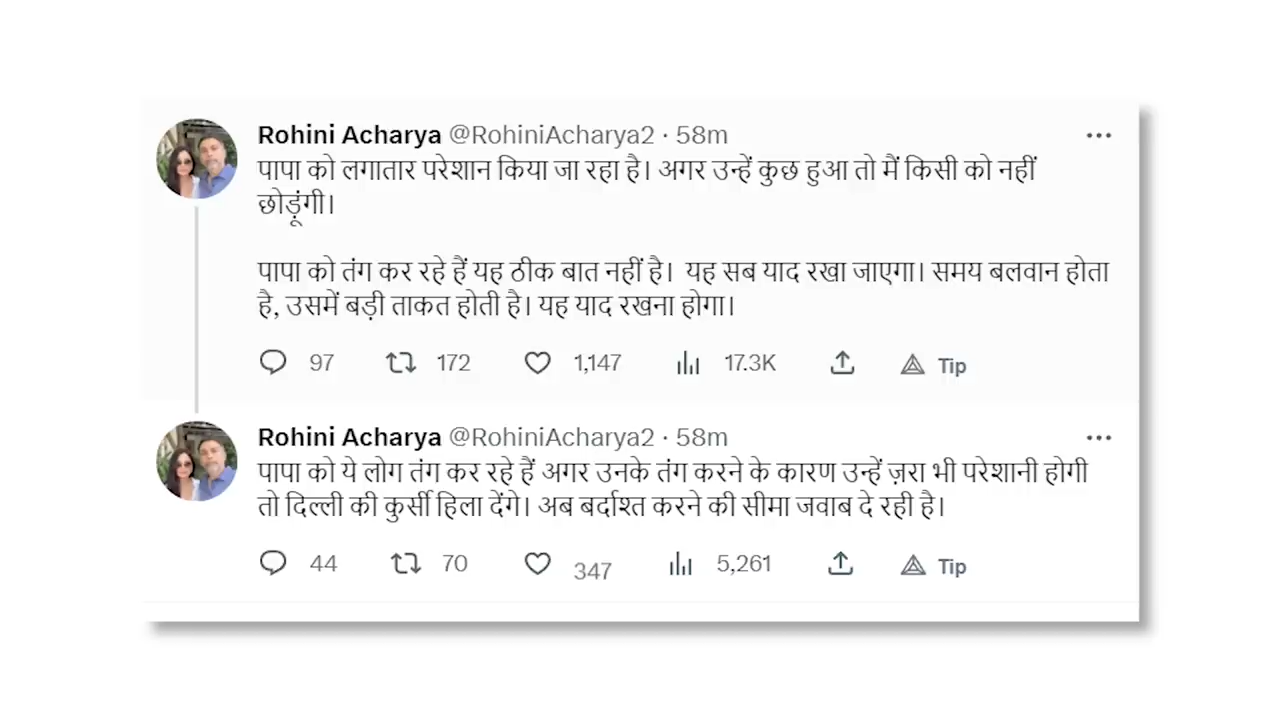 Rohini Acharya @RohiniAcharya2 · 58m
पापा को लगातार परेशान किया जा रहा है। अगर उन्हें कुछ हुआ तो मैं किसी को नहीं
छोड़ूंगी।
पापा को तंग कर रहे हैं यह ठीक बात नहीं है। यह सब याद रखा जाएगा। समय बलवान होता
है, उसमें बड़ी ताकत होती है। यह याद रखना होगा।
97 172 1,147 17.3K Tip
Rohini Acharya @RohiniAcharya2 · 58m
पापा को ये लोग तंग कर रहे हैं अगर उनके तंग करने के कारण उन्हें ज़रा भी परेशानी होगी
तो दिल्ली की कुर्सी हिला देंगे। अब बर्दाश्त करने की सीमा जवाब दे रही है।
44 70 347 5,261 Tip